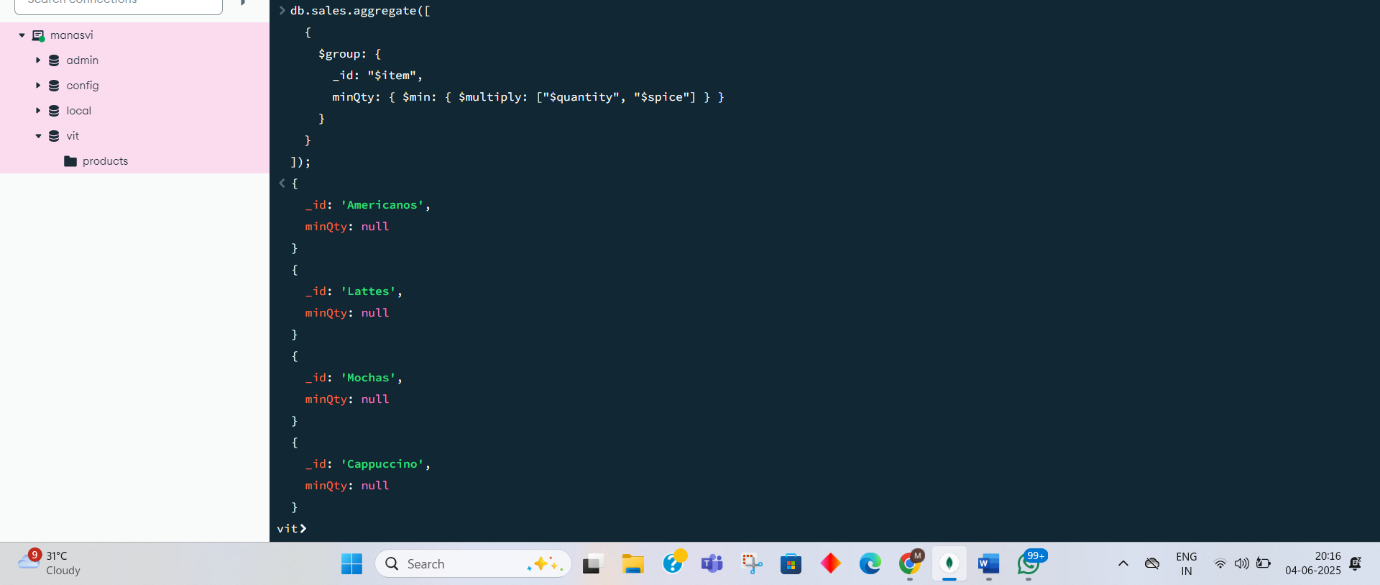 Search connections
manasvi
admin
config
local
vit
products
db.sales.aggregate([
{
$group: {
_id: "$item",
minQty: { $min: { $multiply: ["$quantity", "$spice"] } }
}
}
]);
{
_id: 'Americanos',
minQty: null
}
{
_id: 'Lattes',
minQty: null
}
{
_id: 'Mochas',
minQty: null
}
{
_id: 'Cappuccino',
minQty: null
}
vit>
9
31°C
Cloudy
Search
M
99+
ENG
IN
20:16
04-06-2025